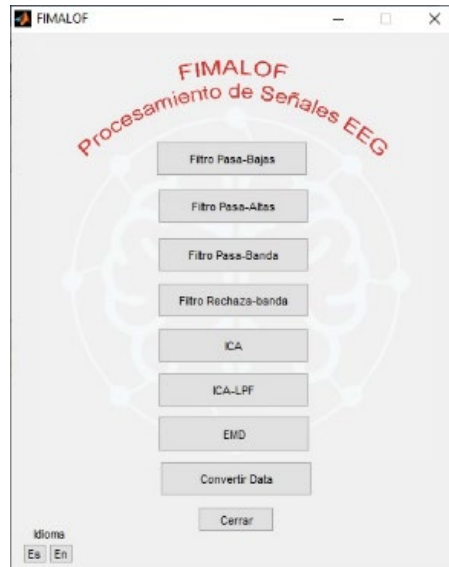 FIMALOF
FIMALOF
Procesamiento de Señales EEG
Filtro Pasa-Bajas
Filtro Pasa-Altas
Filtro Pasa-Banda
Filtro Rechaza-banda
ICA
ICA-LPF
EMD
Convertir Data
Cerrar
Idioma
Es En